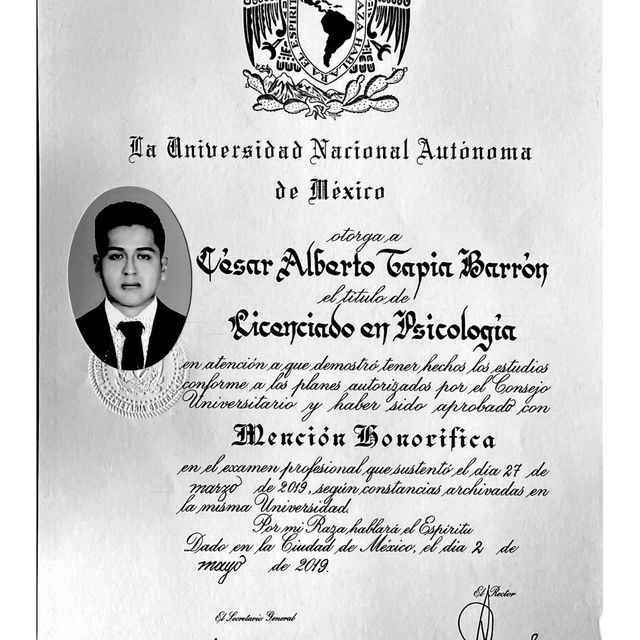 EL ESPIRI
RAZA HABLARA
La Universidad Nacional Autónoma
de México
otorga a
César Alberto Tapia Barrón
el título de
Licenciado en Psicología
en atención a que demostró tener hechos los estudios
conforme a los planes autorizados por el Consejo
Universitario y haber sido aprobado con
Mención Honorífica
en el examen profesional que sustentó el día 27 de
marzo de 2019, según constancias archivadas en
la misma Universidad.
Por mi Raza hablará el Espíritu
Dado en la Ciudad de México, el día 2 de
mayo de 2019.
El Rector
El Secretario General